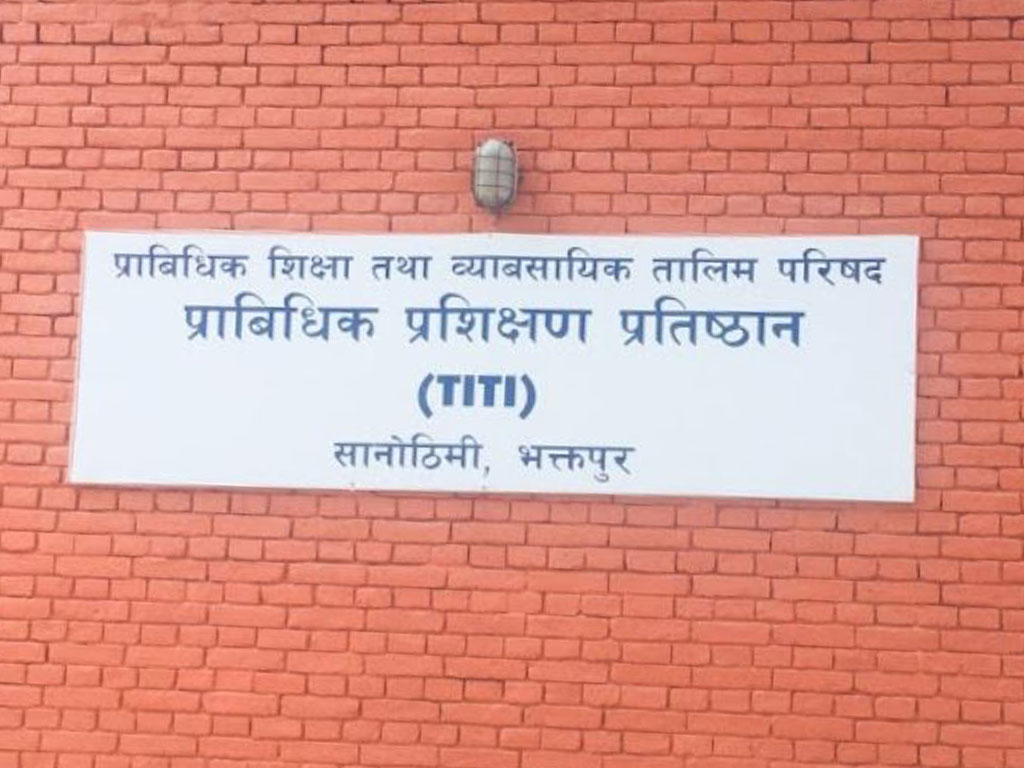 प्राबिधिक शिक्षा तथा व्याबसायिक तालिम परिषद
प्राबिधिक प्रशिक्षण प्रतिष्ठान
(TITI)
सानोठिमी, भक्तपुर